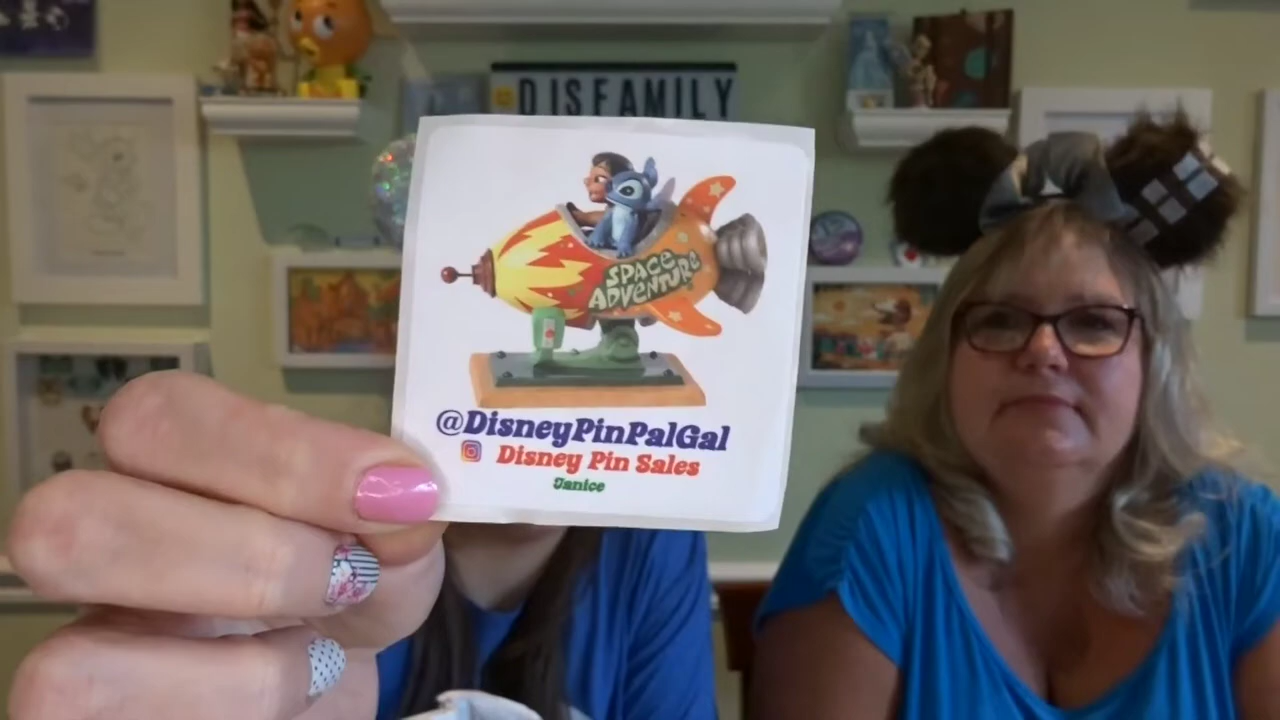 DISFAMILY
SPACE
ADVENTURE
@DisneyPinPalGal
Disney Pin Sales
Janice